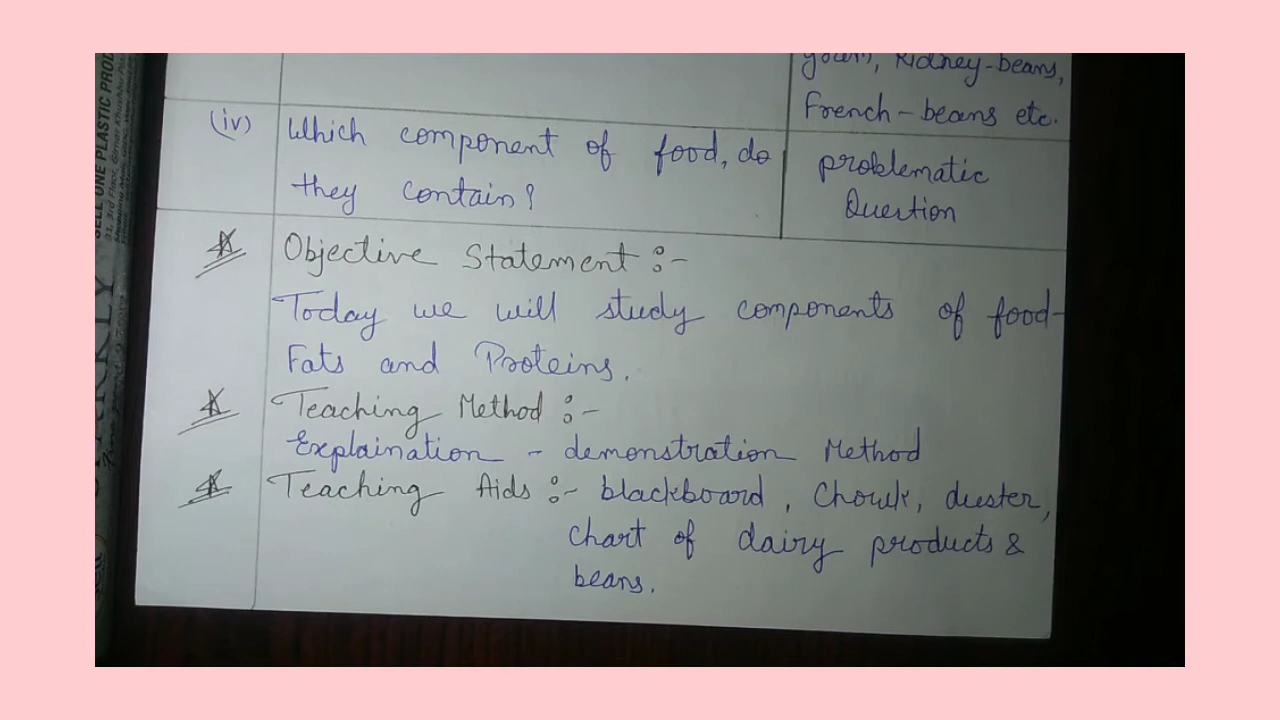 Kidney-beans,
French-beans etc.
(iv) Which component of food, do they contain?
problematic
Question
Objective Statement :-
Today we will study components of food-
Fats and Proteins.
Teaching Method :-
Explaination - demonstration Method
Teaching Aids :- blackboard, Chowk, duster,
chart of dairy products &
beans.